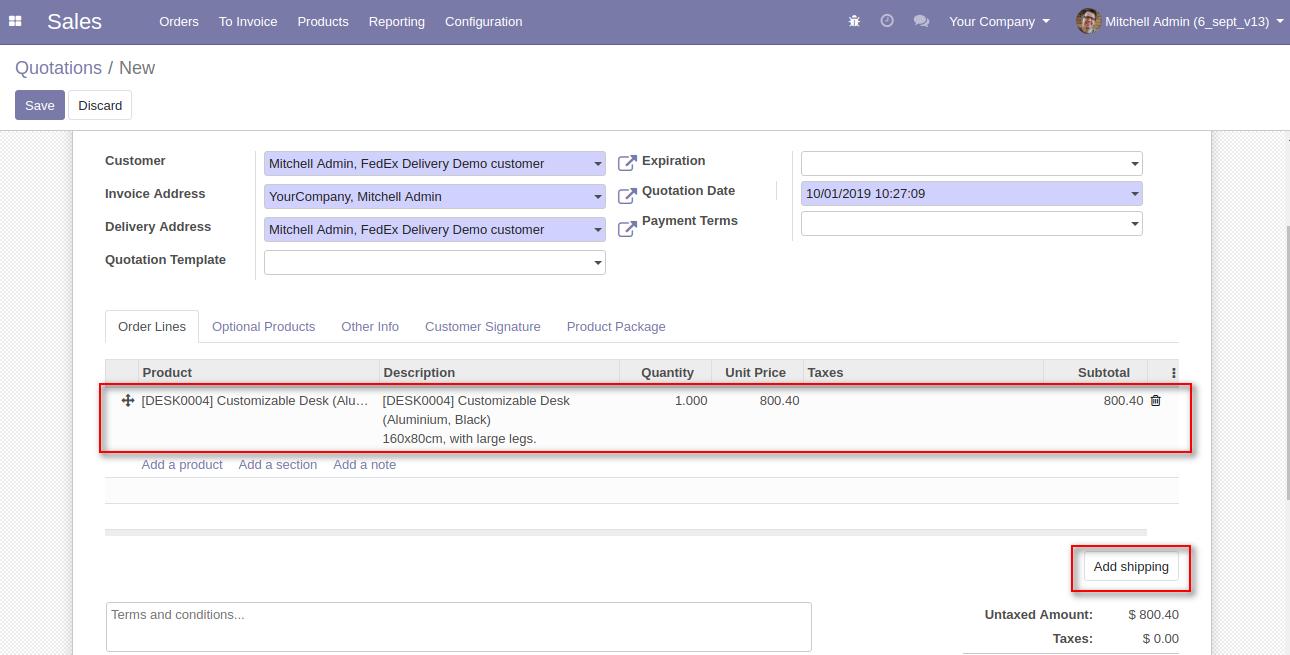 Sales Orders To Invoice Products Reporting Configuration Your Company Mitchell Admin (6_sept_v13)
Quotations / New
Save Discard
Customer Mitchell Admin, FedEx Delivery Demo customer Expiration
Invoice Address YourCompany, Mitchell Admin Quotation Date 10/01/2019 10:27:09
Delivery Address Mitchell Admin, FedEx Delivery Demo customer Payment Terms
Quotation Template
Order Lines Optional Products Other Info Customer Signature Product Package
Product Description Quantity Unit Price Taxes Subtotal
[DESK0004] Customizable Desk (Alu... [DESK0004] Customizable Desk 1.000 800.40 800.40
(Aluminium, Black)
160x80cm, with large legs.
Add a product Add a section Add a note
Add shipping
Terms and conditions... Untaxed Amount: $ 800.40
Taxes: $ 0.00